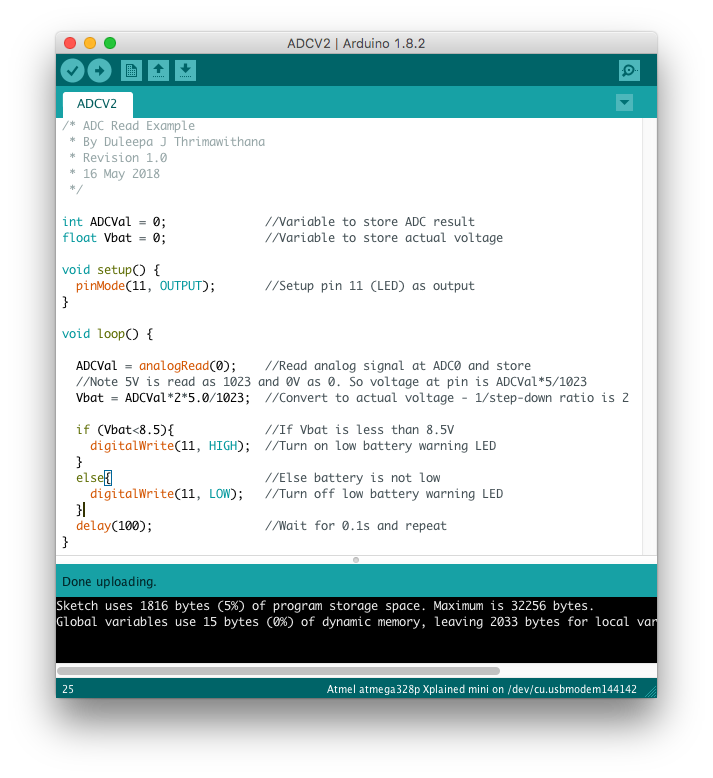 ADCV2 | Arduino 1.8.2
ADCV2
/* ADC Read Example
 * By Duleepa J Thrimawithana
 * Revision 1.0
 * 16 May 2018
 */
int ADCVal = 0;              //Variable to store ADC result
float Vbat = 0;              //Variable to store actual voltage
void setup() {
  pinMode(11, OUTPUT);       //Setup pin 11 (LED) as output
}
void loop() {
  ADCVal = analogRead(0);    //Read analog signal at ADC0 and store
  //Note 5V is read as 1023 and 0V as 0. So voltage at pin is ADCVal*5/1023
  Vbat = ADCVal*2*5.0/1023;  //Convert to actual voltage - 1/step-down ratio is 2
  if (Vbat<8.5){             //If Vbat is less than 8.5V
    digitalWrite(11, HIGH);  //Turn on low battery warning LED
  }
  else{                      //Else battery is not low
    digitalWrite(11, LOW);   //Turn off low battery warning LED
  }
  delay(100);                //Wait for 0.1s and repeat
}
Done uploading.
Sketch uses 1816 bytes (5%) of program storage space. Maximum is 32256 bytes.
Global variables use 15 bytes (0%) of dynamic memory, leaving 2033 bytes for local var
25 Atmel atmega328p Xplained mini on /dev/cu.usbmodem144142